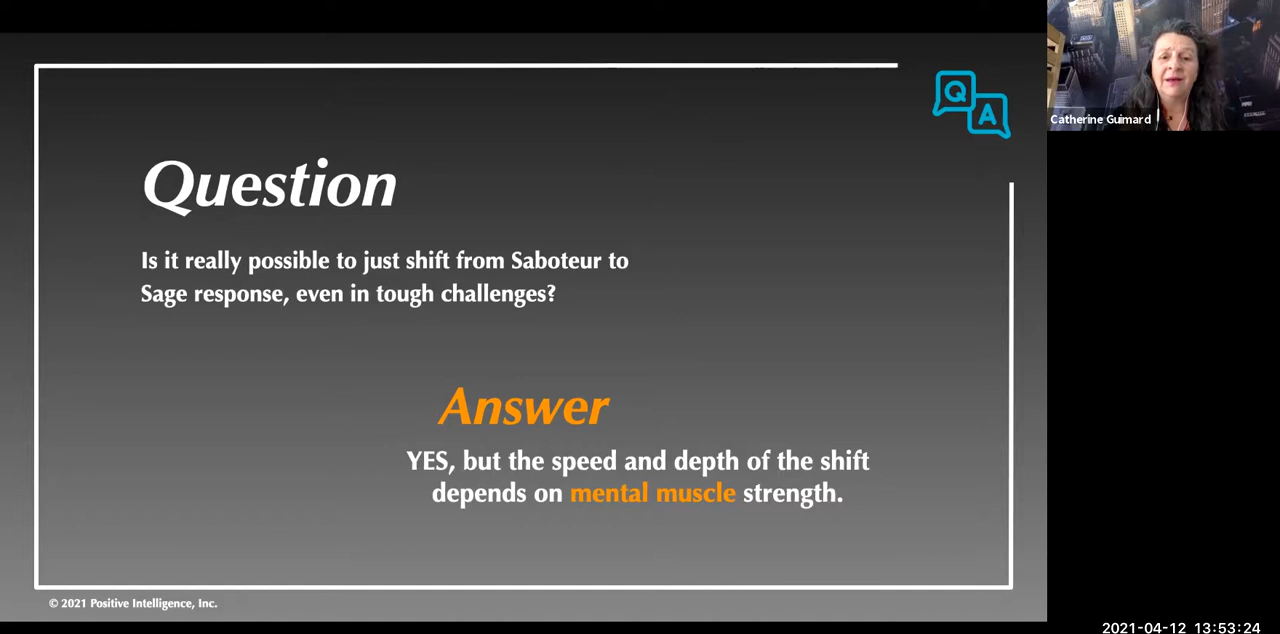 Q
A
Catherine Guimard
Question
Is it really possible to just shift from Saboteur to
Sage response, even in tough challenges?
Answer
YES, but the speed and depth of the shift
depends on mental muscle strength.
© 2021 Positive Intelligence, Inc.
2021-04-12 13:53:24